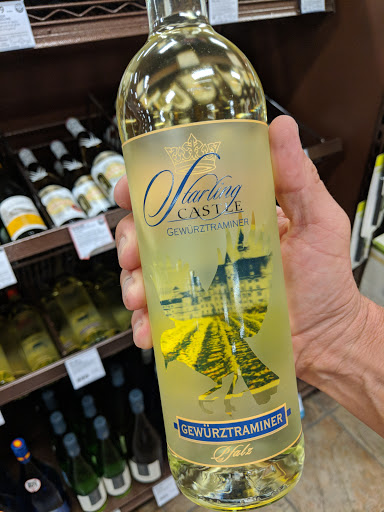 Starling
CASTLE
GEWÜRZTRAMINER
GEWÜRZTRAMINER
Pfalz